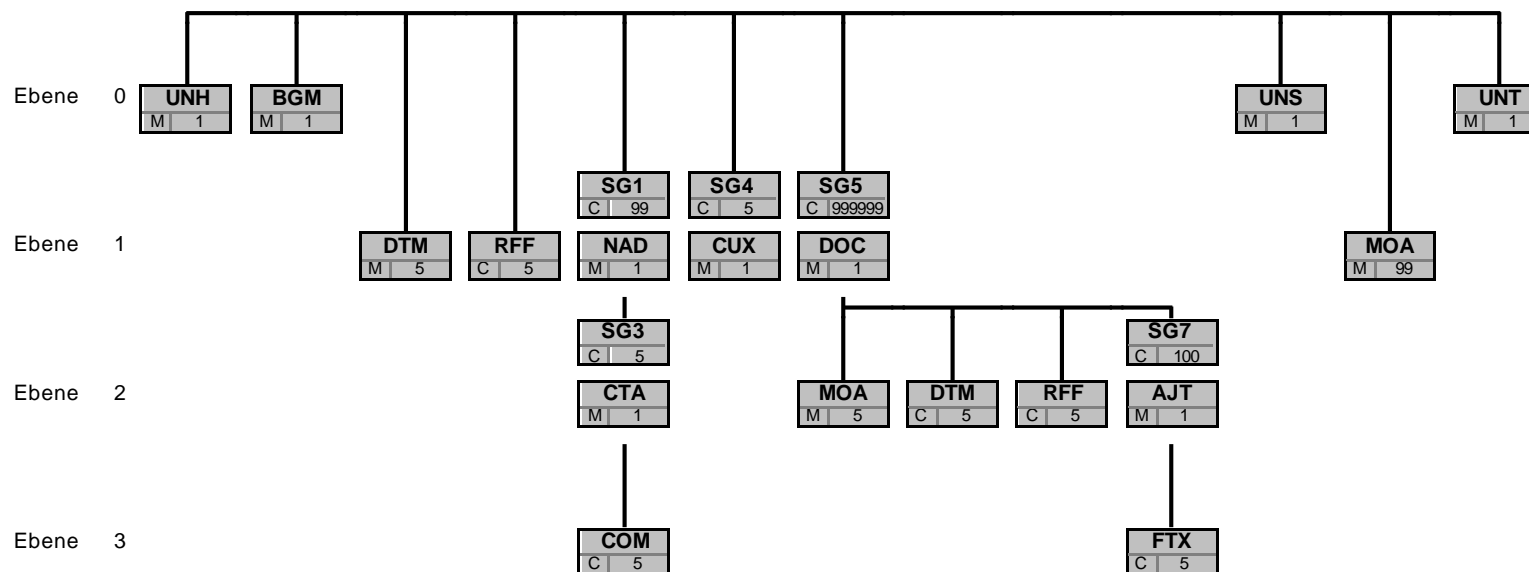 Ebene 0 UNH BGM UNS UNT
M 1 M 1 M 1 M 1
SG1 SG4 SG5
C 99 C 5 C 999999
Ebene 1 DTM RFF NAD CUX DOC MOA
M 5 C 5 M 1 M 1 M 1 M 99
SG3 SG7
C 5 C 100
Ebene 2 CTA MOA DTM RFF AJT
M 1 M 5 C 5 C 5 M 1
Ebene 3 COM FTX
C 5 C 5